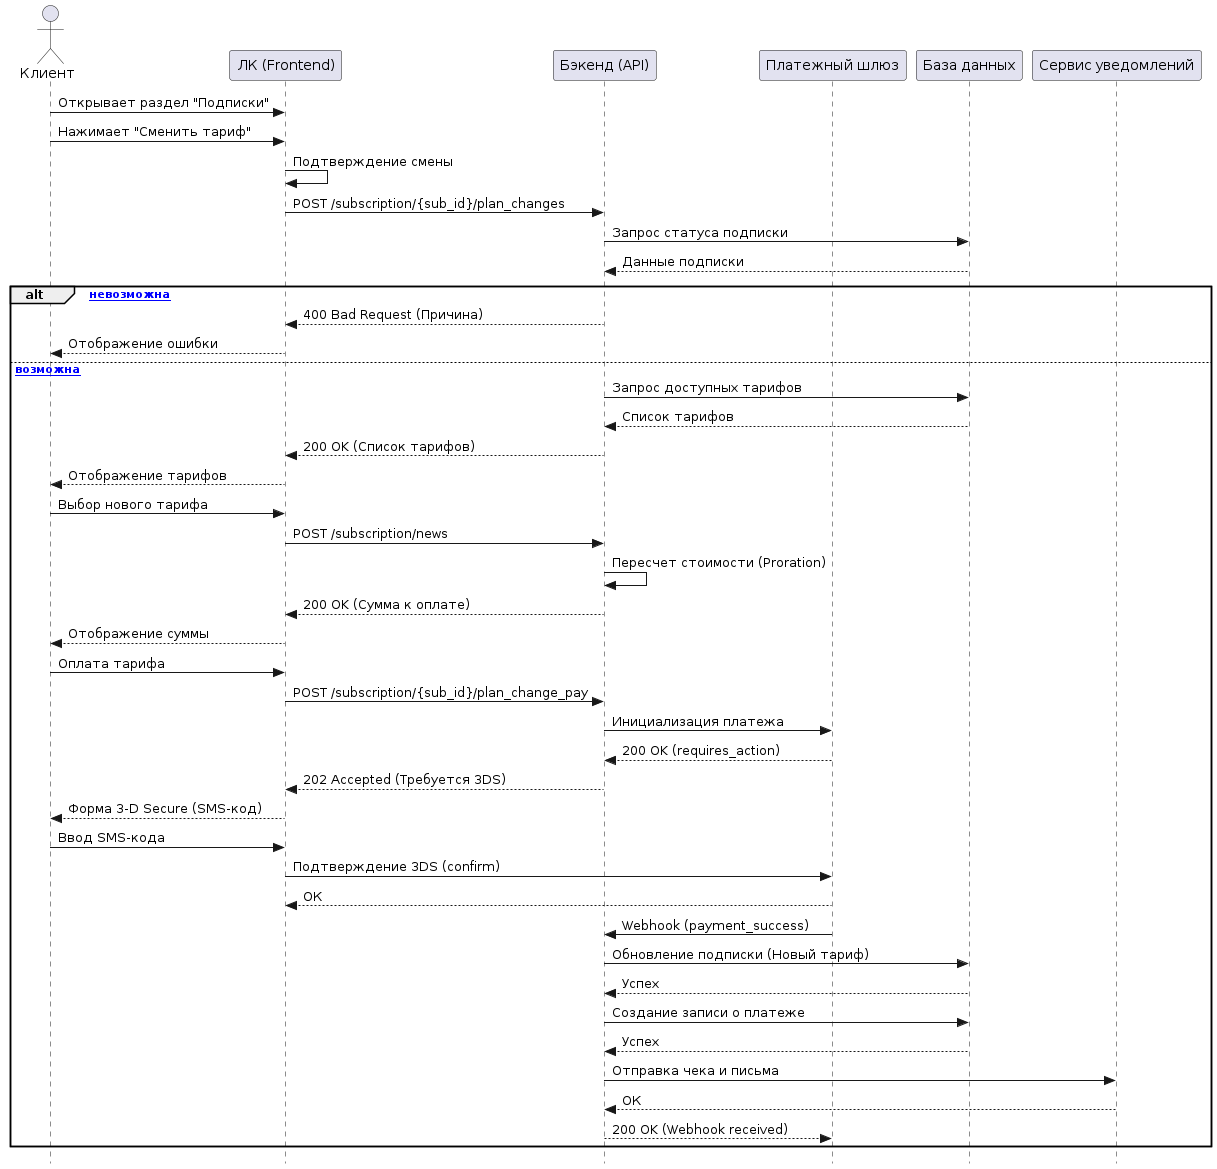 Клиент
ЛК (Frontend)
Бэкенд (API)
Платежный шлюз
База данных
Сервис уведомлений
Открывает раздел "Подписки"
Нажимает "Сменить тариф"
Подтверждение смены
POST /subscription/{sub_id}/plan_changes
Запрос статуса подписки
Данные подписки
alt
невозможна
400 Bad Request (Причина)
Отображение ошибки
возможна
Запрос доступных тарифов
Список тарифов
200 OK (Список тарифов)
Отображение тарифов
Выбор нового тарифа
POST /subscription/news
Пересчет стоимости (Proration)
200 OK (Сумма к оплате)
Отображение суммы
Оплата тарифа
POST /subscription/{sub_id}/plan_change_pay
Инициализация платежа
200 OK (requires_action)
202 Accepted (Требуется 3DS)
Форма 3-D Secure (SMS-код)
Ввод SMS-кода
Подтверждение 3DS (confirm)
OK
Webhook (payment_success)
Обновление подписки (Новый тариф)
Успех
Создание записи о платеже
Успех
Отправка чека и письма
OK
200 OK (Webhook received)